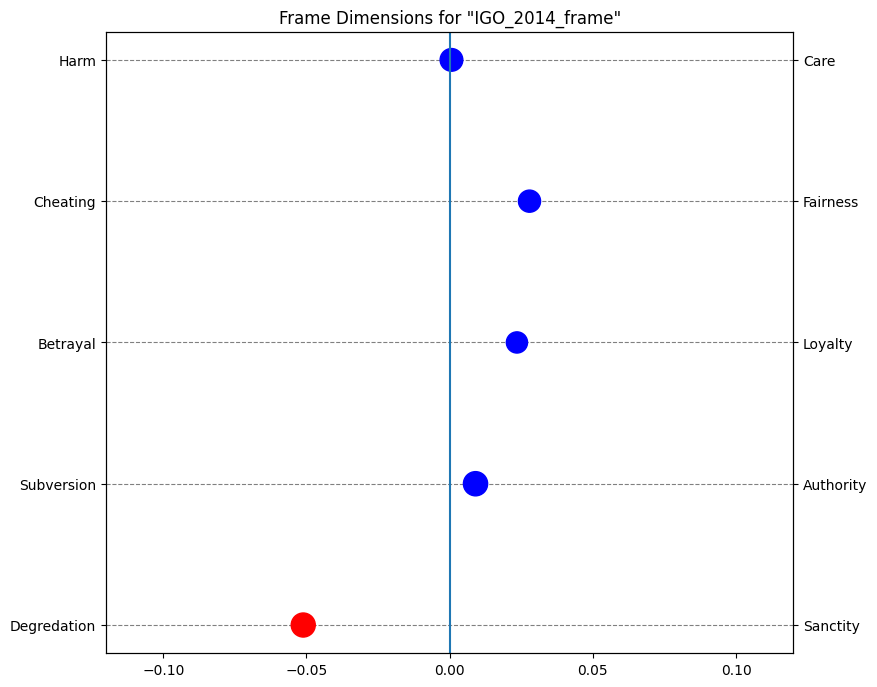 Frame Dimensions for "IGO_2014_frame"
Harm Care
Cheating Fairness
Betrayal Loyalty
Subversion Authority
Degredation Sanctity
−0.10 −0.05 0.00 0.05 0.10